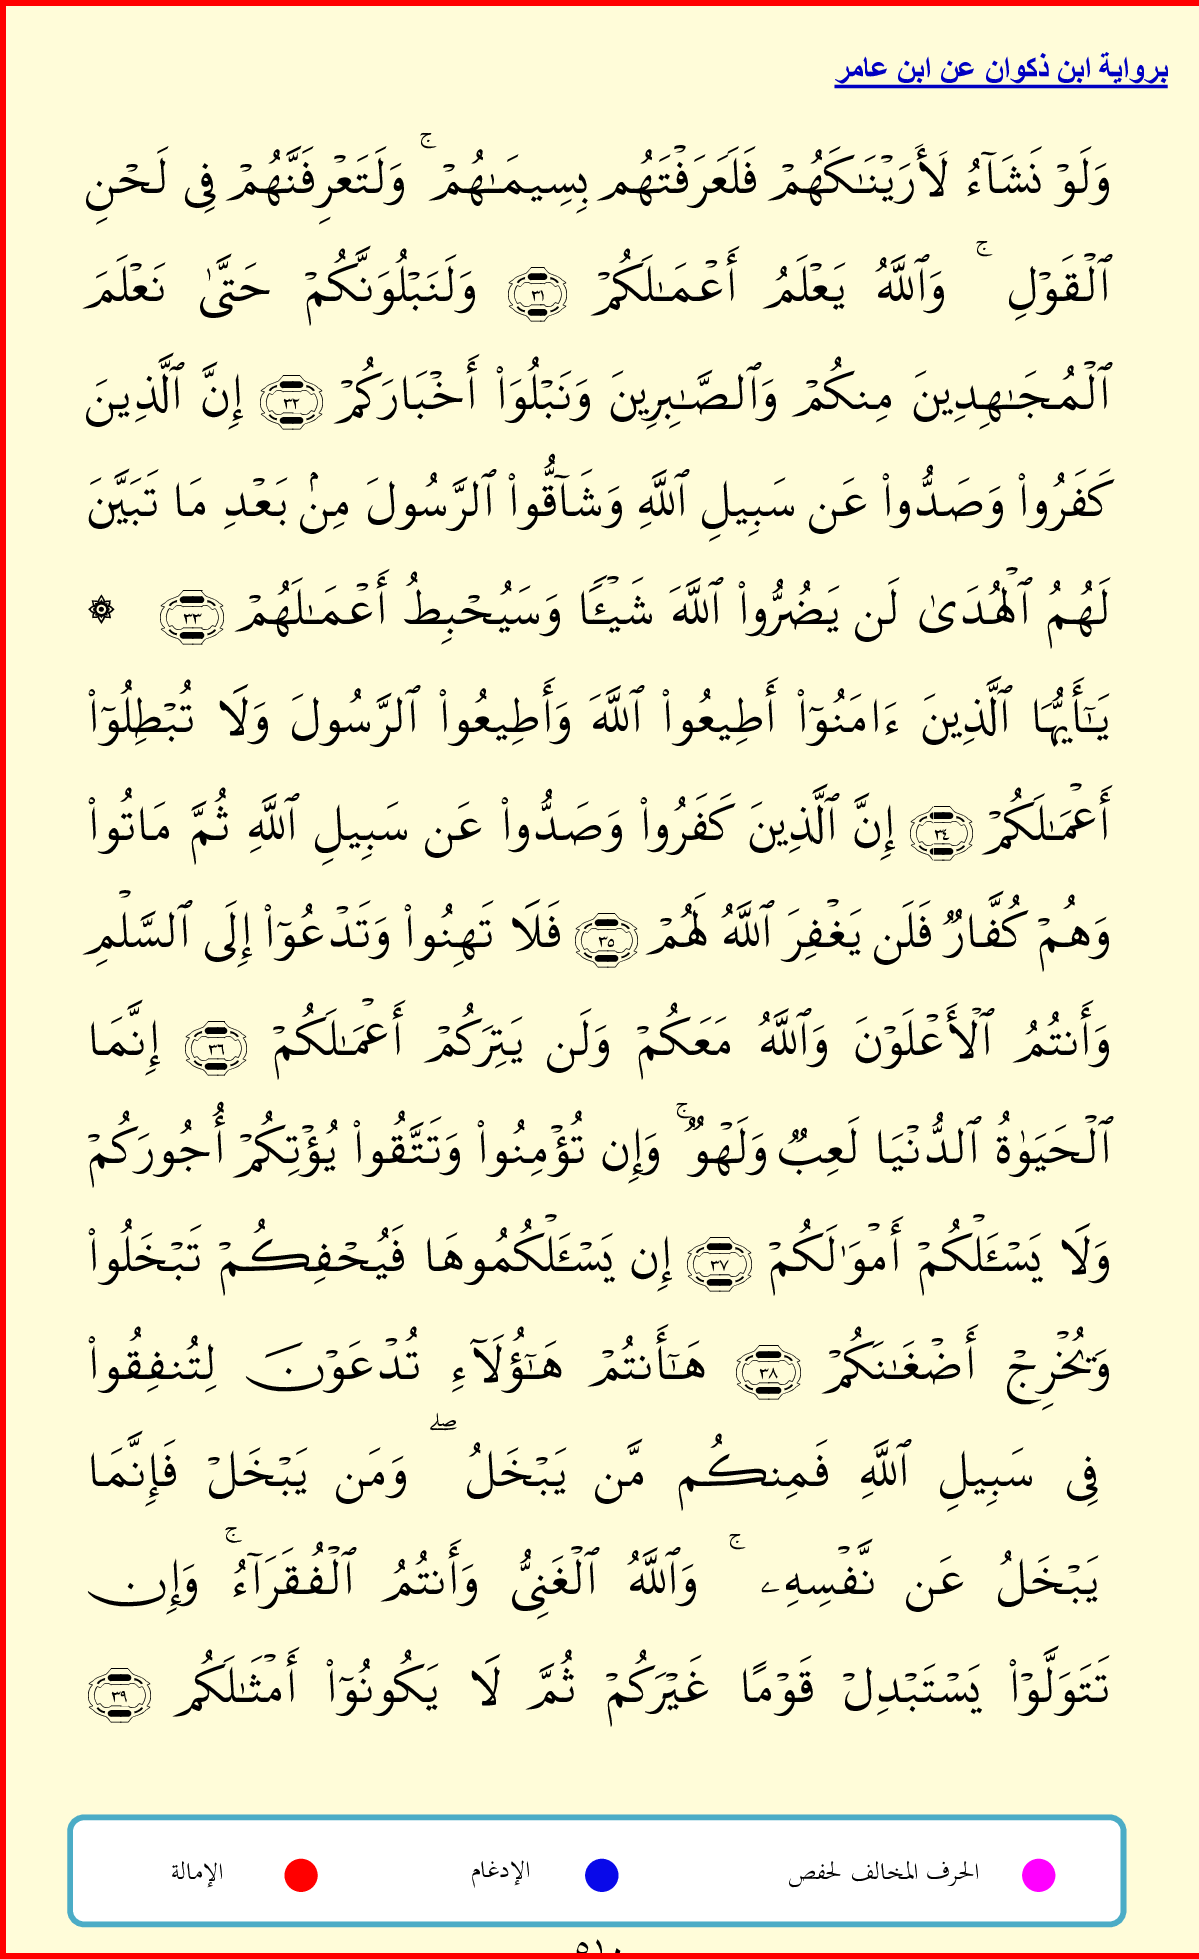 برواية ابن ذكوان عن ابن عامر
وَلَوۡ نَشَآءُ لَأَرَيۡنَٰكَهُمۡ فَلَعَرَفۡتَهُم بِسِيمَٰهُمۡۚ وَلَتَعۡرِفَنَّهُمۡ فِي لَحۡنِ
ٱلۡقَوۡلِۚ وَٱللَّهُ يَعۡلَمُ أَعۡمَٰلَكُمۡ ٣١ وَلَنَبۡلُوَنَّكُمۡ حَتَّىٰ نَعۡلَمَ
ٱلۡمُجَٰهِدِينَ مِنكُمۡ وَٱلصَّٰبِرِينَ وَنَبۡلُوَاْ أَخۡبَارَكُمۡ ٣٢ إِنَّ ٱلَّذِينَ
كَفَرُواْ وَصَدُّواْ عَن سَبِيلِ ٱللَّهِ وَشَآقُّواْ ٱلرَّسُولَ مِنۢ بَعۡدِ مَا تَبَيَّنَ
لَهُمُ ٱلۡهُدَىٰ لَن يَضُرُّواْ ٱللَّهَ شَيۡـٔٗا وَسَيُحۡبِطُ أَعۡمَٰلَهُمۡ ٣٣ ۞
يَٰٓأَيُّهَا ٱلَّذِينَ ءَامَنُوٓاْ أَطِيعُواْ ٱللَّهَ وَأَطِيعُواْ ٱلرَّسُولَ وَلَا تُبۡطِلُوٓاْ
أَعۡمَٰلَكُمۡ ٣٤ إِنَّ ٱلَّذِينَ كَفَرُواْ وَصَدُّواْ عَن سَبِيلِ ٱللَّهِ ثُمَّ مَاتُواْ
وَهُمۡ كُفَّارٞ فَلَن يَغۡفِرَ ٱللَّهُ لَهُمۡ ٣٥ فَلَا تَهِنُواْ وَتَدۡعُوٓاْ إِلَى ٱلسَّلۡمِ
وَأَنتُمُ ٱلۡأَعۡلَوۡنَ وَٱللَّهُ مَعَكُمۡ وَلَن يَتِرَكُمۡ أَعۡمَٰلَكُمۡ ٣٦ إِنَّمَا
ٱلۡحَيَوٰةُ ٱلدُّنۡيَا لَعِبٞ وَلَهۡوٞۚ وَإِن تُؤۡمِنُواْ وَتَتَّقُواْ يُؤۡتِكُمۡ أُجُورَكُمۡ
وَلَا يَسۡـَٔلۡكُمۡ أَمۡوَٰلَكُمۡ ٣٧ إِن يَسۡـَٔلۡكُمُوهَا فَيُحۡفِكُمۡ تَبۡخَلُواْ
وَيُخۡرِجۡ أَضۡغَٰنَكُمۡ ٣٨ هَٰٓأَنتُمۡ هَٰٓؤُلَآءِ تُدۡعَوۡنَ لِتُنفِقُواْ
فِي سَبِيلِ ٱللَّهِ فَمِنكُم مَّن يَبۡخَلُۖ وَمَن يَبۡخَلۡ فَإِنَّمَا
يَبۡخَلُ عَن نَّفۡسِهِۦۚ وَٱللَّهُ ٱلۡغَنِيُّ وَأَنتُمُ ٱلۡفُقَرَآءُۚ وَإِن
تَتَوَلَّوۡاْ يَسۡتَبۡدِلۡ قَوۡمًا غَيۡرَكُمۡ ثُمَّ لَا يَكُونُوٓاْ أَمۡثَٰلَكُم ٣٩
الحرف المخالف لحفص الإدغام الإمالة
٥١٠